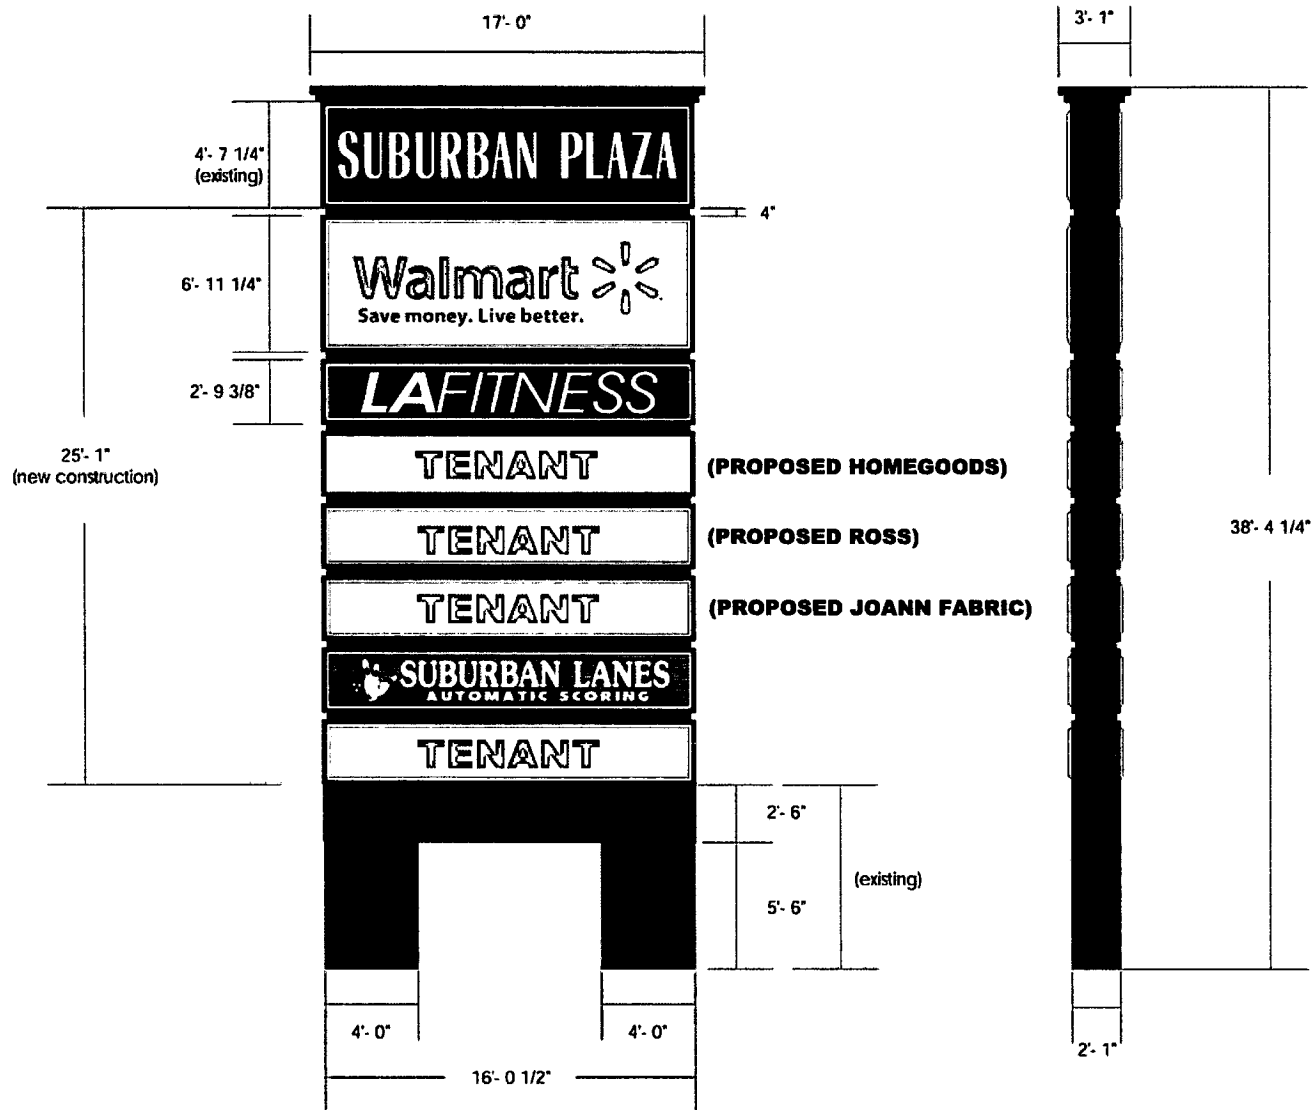 17'- 0"
3'- 1"
SUBURBAN PLAZA
4'- 7 1/4"
(existing)
4"
Walmart
Save money. Live better.
6'- 11 1/4"
LAFITNESS
2'- 9 3/8"
25'- 1"
(new construction)
TENANT
(PROPOSED HOMEGOODS)
TENANT
(PROPOSED ROSS)
38'- 4 1/4"
TENANT
(PROPOSED JOANN FABRIC)
SUBURBAN LANES
AUTOMATIC SCORING
TENANT
2'- 6"
(existing)
5'- 6"
4'- 0"
4'- 0"
2'- 1"
16'- 0 1/2"